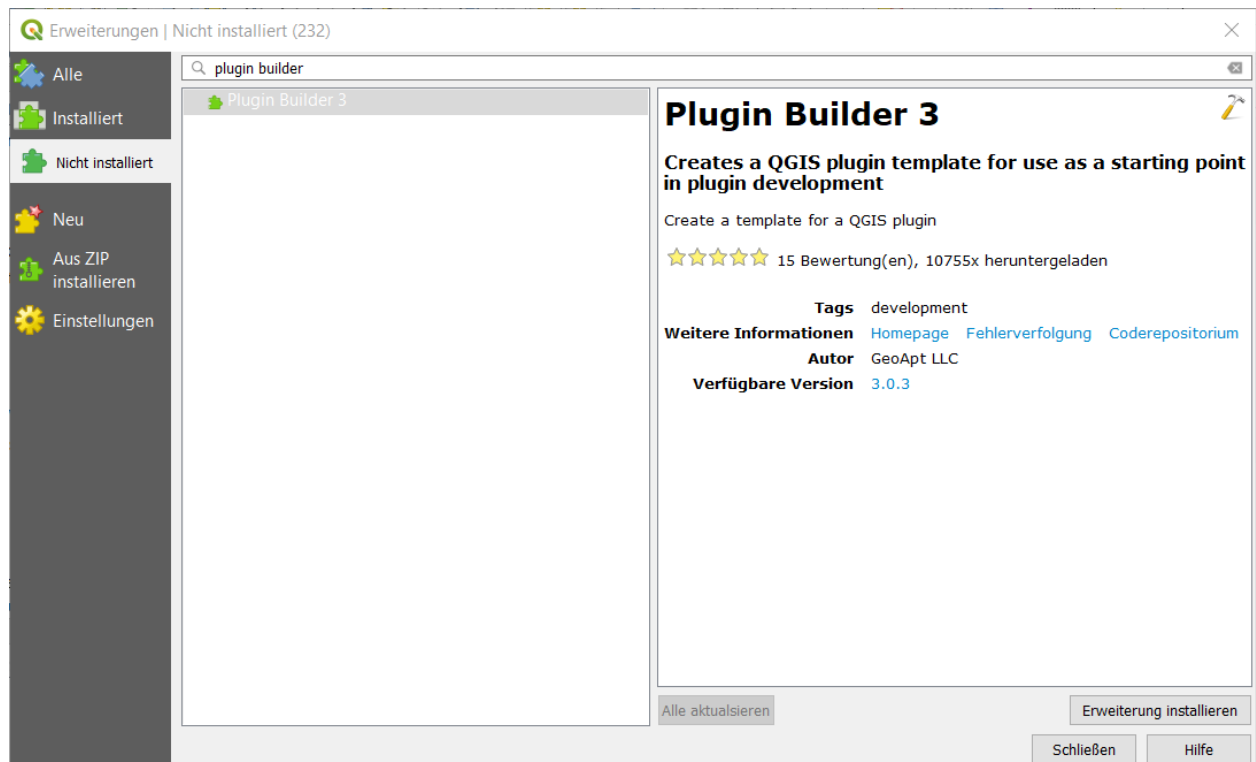 Erweiterungen | Nicht installiert (232)
Alle
Installiert
Nicht installiert
Neu
Aus ZIP
installieren
Einstellungen
plugin builder
Plugin Builder 3
Plugin Builder 3
Creates a QGIS plugin template for use as a starting point
in plugin development
Create a template for a QGIS plugin
15 Bewertung(en), 10755x heruntergeladen
Tags development
Weitere Informationen Homepage Fehlerverfolgung Coderepositorium
Autor GeoApt LLC
Verfügbare Version 3.0.3
Alle aktualsieren
Erweiterung installieren
Schließen Hilfe